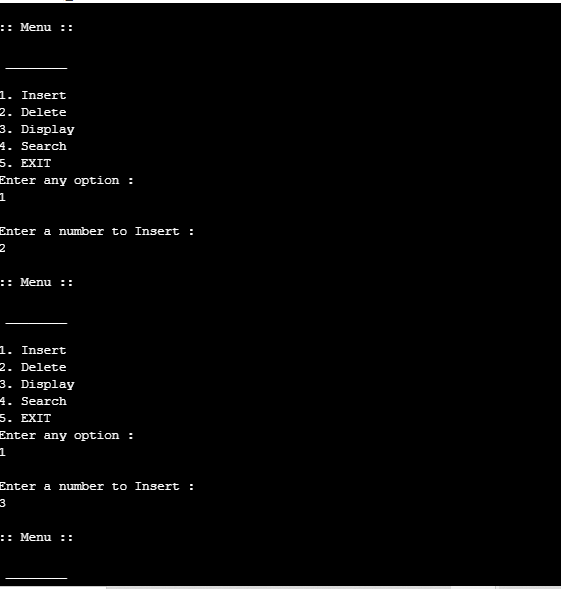 :: Menu ::
________
1. Insert
2. Delete
3. Display
4. Search
5. EXIT
Enter any option :
1
Enter a number to Insert :
2
:: Menu ::
________
1. Insert
2. Delete
3. Display
4. Search
5. EXIT
Enter any option :
1
Enter a number to Insert :
3
:: Menu ::
________